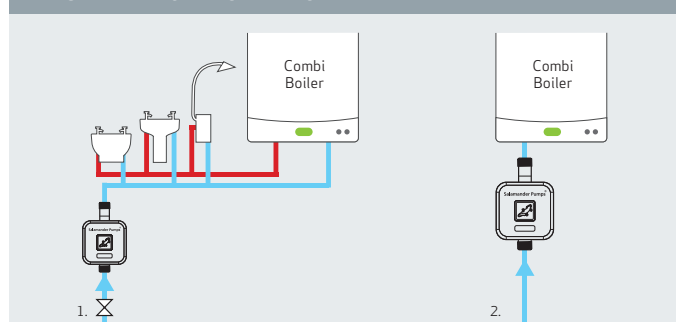 Combi
Boiler
Combi
Boiler
Salamander Pumps
Salamander Pumps
1.
2.